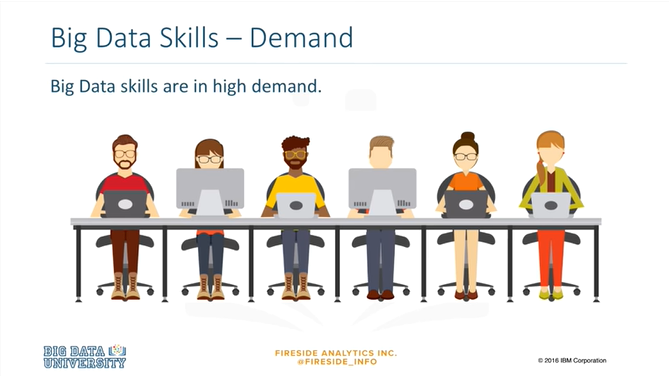 Big Data Skills – Demand
Big Data skills are in high demand.
BIG DATA
UNIVERSITY
FIRESIDE ANALYTICS INC.
@FIRESIDE_INFO
© 2016 IBM Corporation